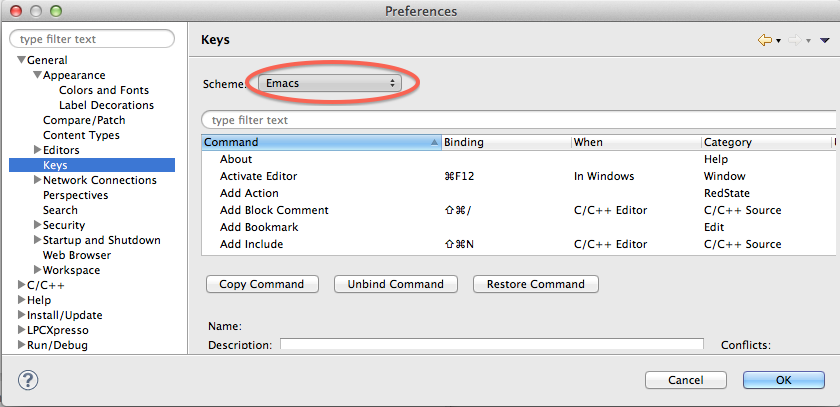 Preferences
type filter text
General
Appearance
Colors and Fonts
Label Decorations
Compare/Patch
Content Types
Editors
Keys
Network Connections
Perspectives
Search
Security
Startup and Shutdown
Web Browser
Workspace
C/C++
Help
Install/Update
LPCXpresso
Run/Debug
Keys
Scheme: Emacs
type filter text
Command Binding When Category
About Help
Activate Editor ⌘F12 In Windows Window
Add Action RedState
Add Block Comment ⇧⌘/ C/C++ Editor C/C++ Source
Add Bookmark Edit
Add Include ⇧⌘N C/C++ Editor C/C++ Source
Copy Command Unbind Command Restore Command
Name:
Description: Conflicts:
? Cancel OK